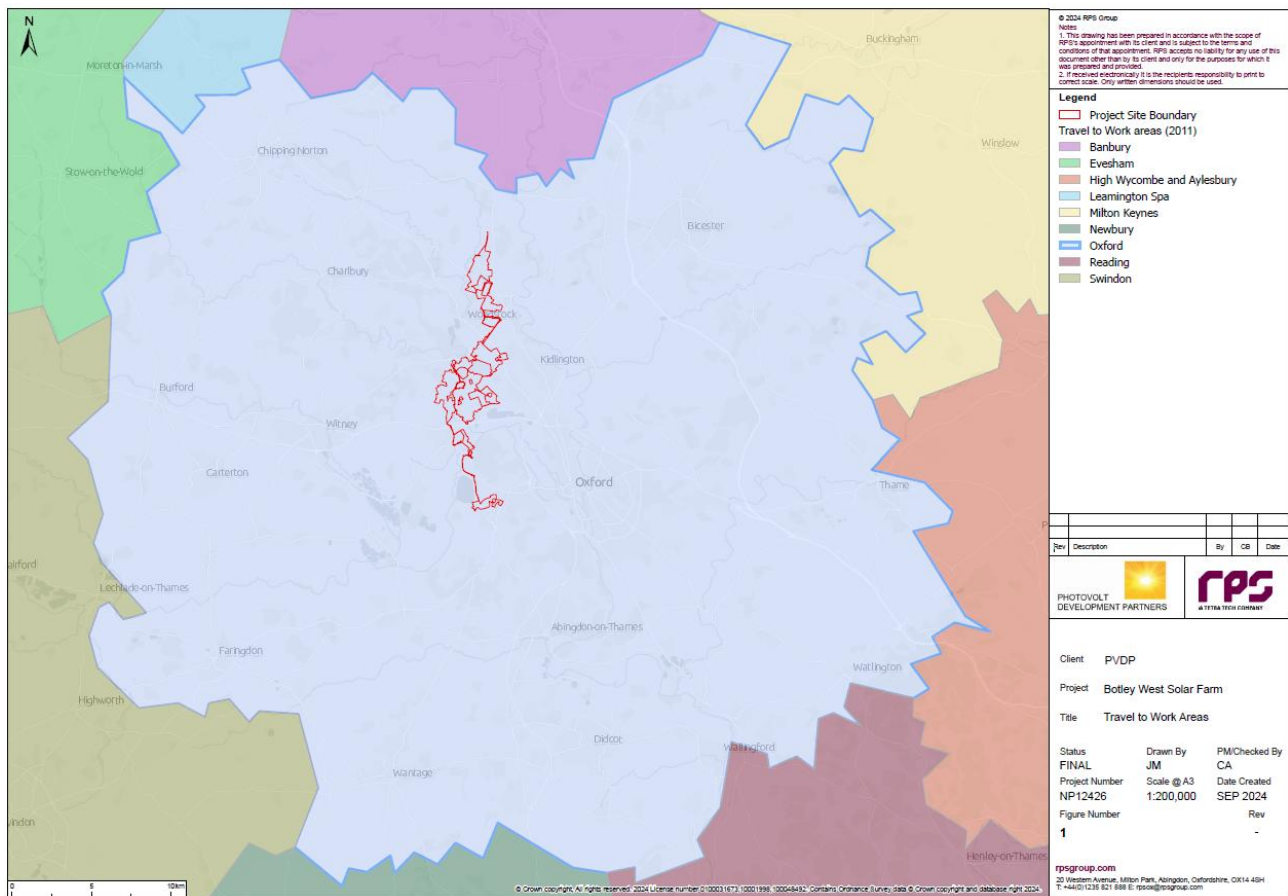 N
Moreton-in-Marsh
Buckingham
Chipping Norton
Winslow
Stow-on-the-Wold
Bicester
Charlbury
Woodstock
Kidlington
Burford
Witney
Carterton
Oxford
Thame
Lechlade-on-Thames
Abingdon-on-Thames
Faringdon
Watlington
Highworth
Didcot
Wallingford
Wantage
Henley-on-Thames
0 5 10km
© Crown copyright, All rights reserved. 2024 License number 0100031673, 10001998, 100048492. Contains Ordnance Survey data © Crown copyright and database right 2024.
© 2024 RPS Group
Notes
1. This drawing has been prepared in accordance with the scope of
RPS's appointment with its client and is subject to the terms and
conditions of that appointment. RPS accepts no liability for any use of this
document other than by its client and only for the purposes for which it
was prepared and provided.
2. If received electronically it is the recipients responsibility to print to
correct scale. Only written dimensions should be used.
Legend
Project Site Boundary
Travel to Work areas (2011)
Banbury
Evesham
High Wycombe and Aylesbury
Leamington Spa
Milton Keynes
Newbury
Oxford
Reading
Swindon
Rev Description By CB Date
PHOTOVOLT
DEVELOPMENT PARTNERS
rps
A TETRA TECH COMPANY
Client PVDP
Project Botley West Solar Farm
Title Travel to Work Areas
Status Drawn By PM/Checked By
FINAL JM CA
Project Number Scale @ A3 Date Created
NP12426 1:200,000 SEP 2024
Figure Number Rev
1 -
rpsgroup.com
20 Western Avenue, Milton Park, Abingdon, Oxfordshire, OX14 4SH
T: +44(0)1235 821 888 E: rpsox@rpsgroup.com